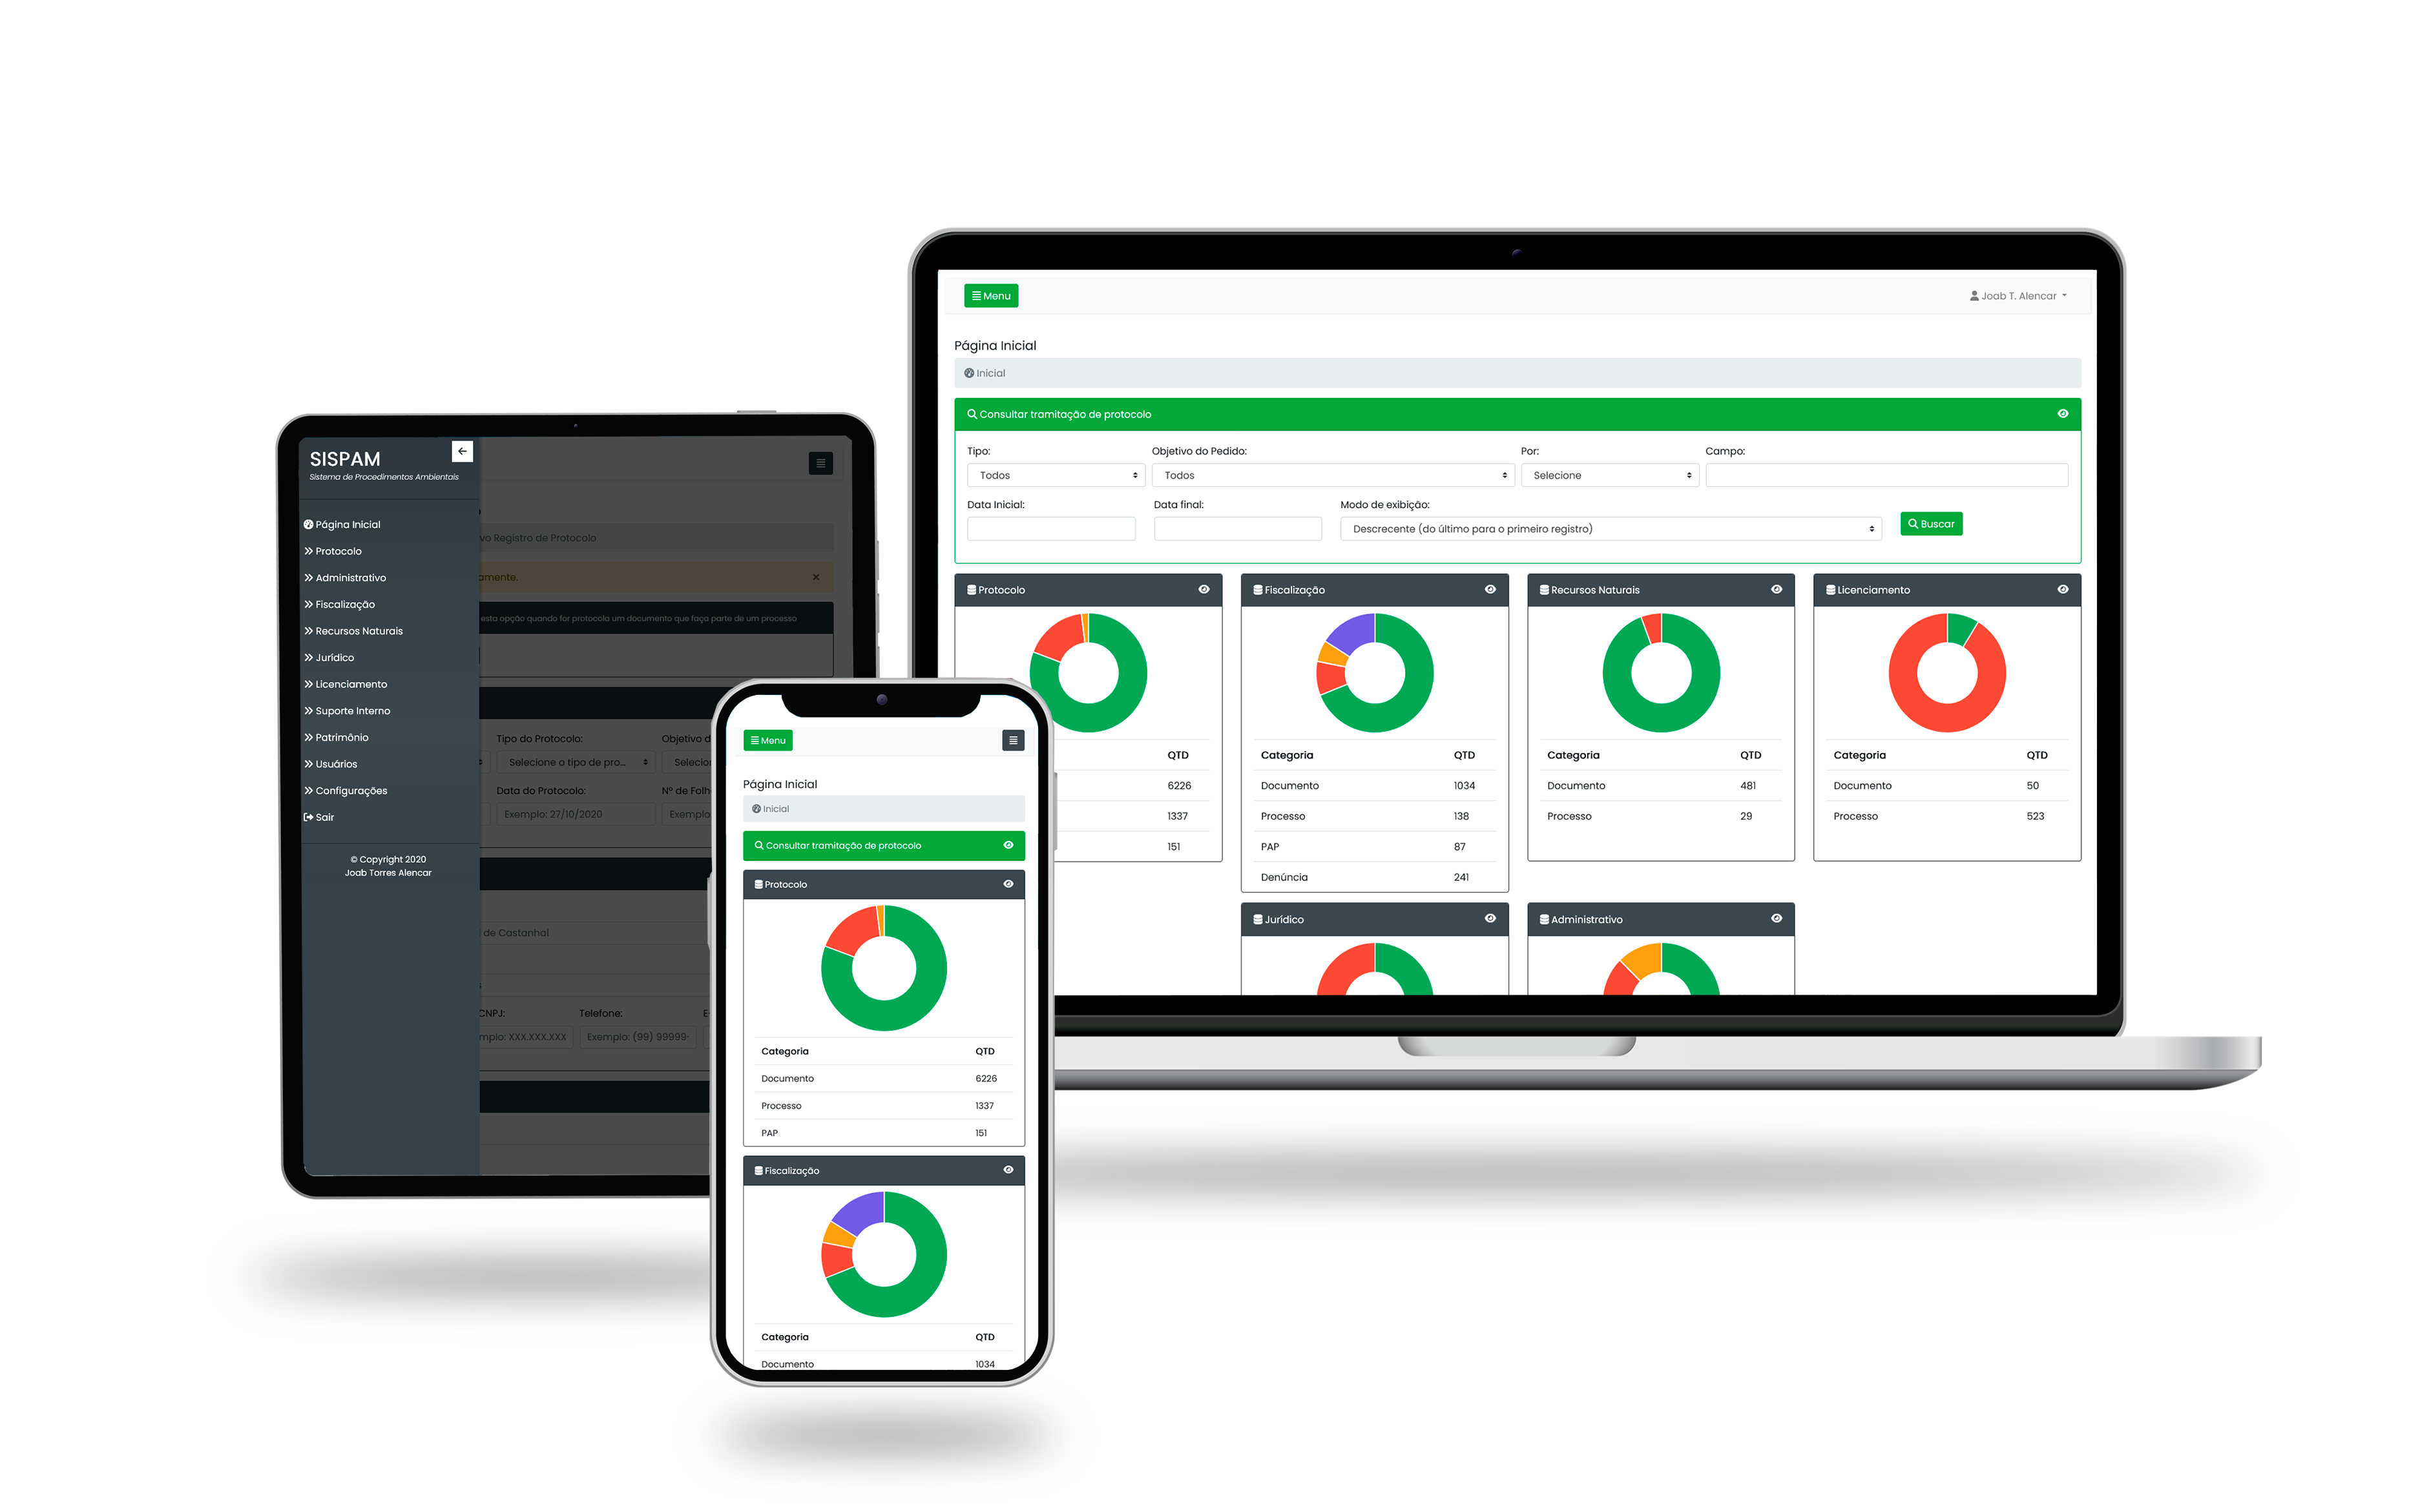 SISPAM
Sistema de Procedimentos Ambientais
Página Inicial
Protocolo
Administrativo
Fiscalização
Recursos Naturais
Jurídico
Licenciamento
Suporte Interno
Patrimônio
Usuários
Configurações
Sair
© Copyright 2020
Joab Torres Alencar
Registro de Protocolo
esta opção quando for protocola um documento que faça parte de um processo
Tipo do Protocolo:
Selecione o tipo de pro...
Data do Protocolo:
Nº de
Exemplo: 27/10/2020
de Castanhal
CNPJ: Telefone:
XXX.XXX.XXX Exemplo: (99) 99999-
Menu
Página Inicial
Inicial
Consultar tramitação de protocolo
Protocolo
Categoria QTD
Documento 6226
Processo 1337
PAP 151
Fiscalização
Categoria QTD
Documento 1034
Menu Joab T. Alencar
Página Inicial
Inicial
Consultar tramitação de protocolo
Tipo: Objetivo do Pedido: Por: Campo:
Todos Todos Selecione
Data Inicial: Data final: Modo de exibição:
Descrecente (do último para o primeiro registro) Buscar
Protocolo
QTD
6226
1337
151
Fiscalização
Categoria QTD
Documento 1034
Processo 138
PAP 87
Denúncia 241
Recursos Naturais
Categoria QTD
Documento 481
Processo 29
Licenciamento
Categoria QTD
Documento 50
Processo 523
Jurídico
Administrativo